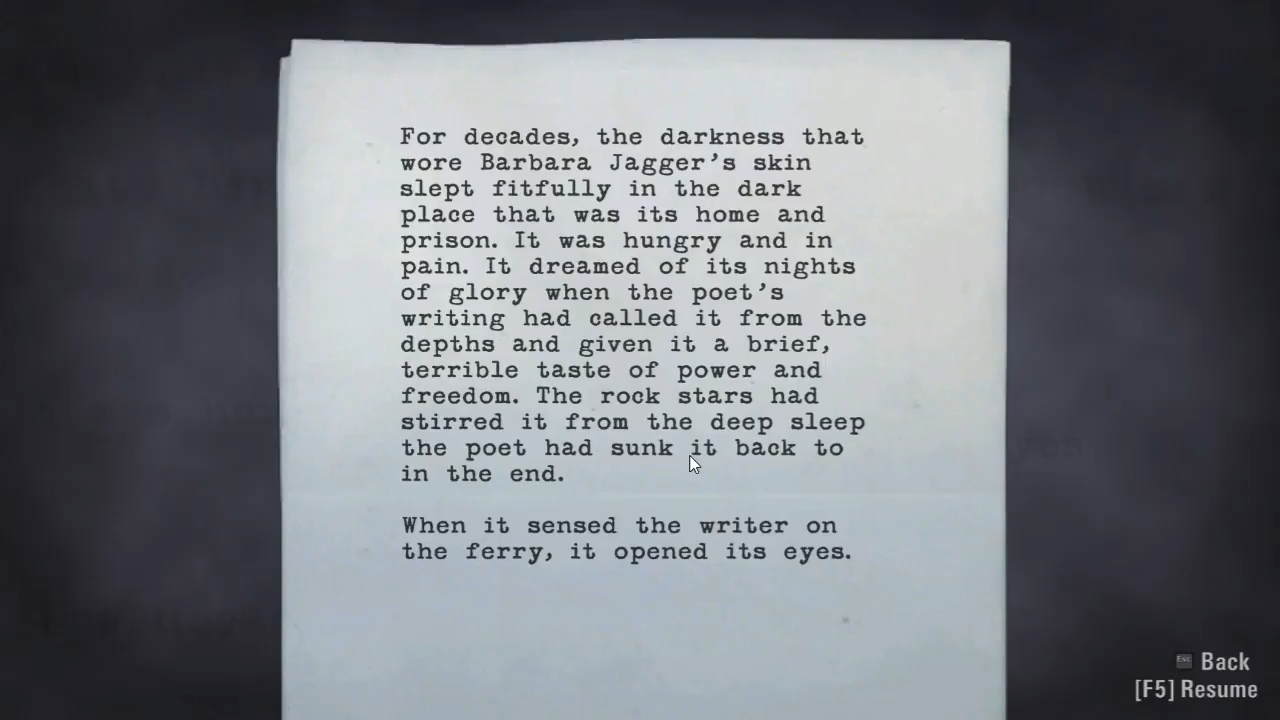 For decades, the darkness that
wore Barbara Jagger's skin
slept fitfully in the dark
place that was its home and
prison. It was hungry and in
pain. It dreamed of its nights
of glory when the poet's
writing had called it from the
depths and given it a brief,
terrible taste of power and
freedom. The rock stars had
stirred it from the deep sleep
the poet had sunk it back to
in the end.
When it sensed the writer on
the ferry, it opened its eyes.
Esc Back
[F5] Resume